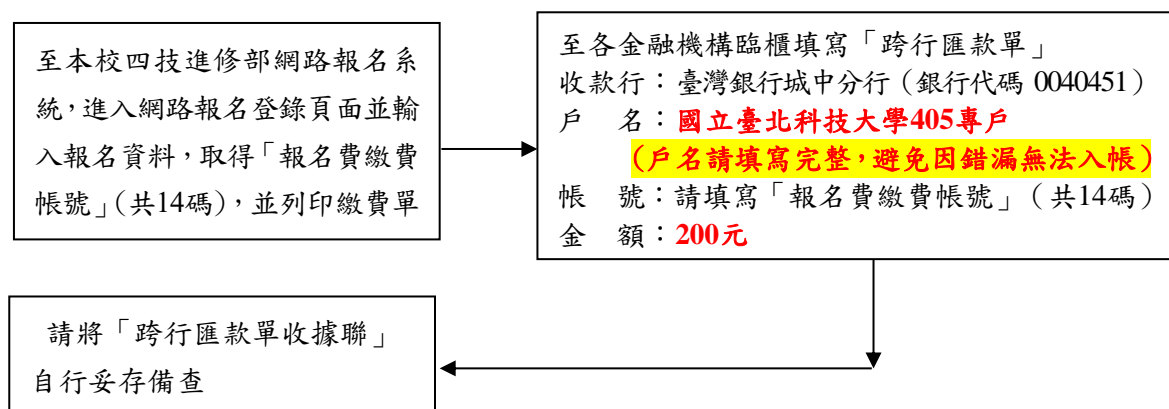 至本校四技進修部網路報名系
統，進入網路報名登錄頁面並輸
入報名資料，取得「報名費繳費
帳號」（共14碼），並列印繳費單
至各金融機構臨櫃填寫「跨行匯款單」
收款行：臺灣銀行城中分行（銀行代碼 0040451）
戶　名：國立臺北科技大學405專戶
（戶名請填寫完整，避免因錯漏無法入帳）
帳　號：請填寫「報名費繳費帳號」（共14碼）
金　額：200元
請將「跨行匯款單收據聯」
自行妥存備查